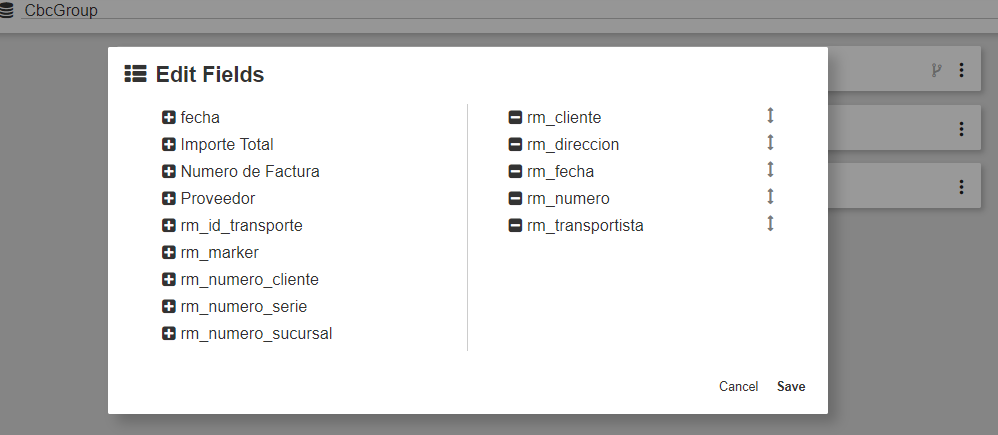 CbcGroup
Edit Fields
fecha
Importe Total
Numero de Factura
Proveedor
rm_id_transporte
rm_marker
rm_numero_cliente
rm_numero_serie
rm_numero_sucursal
rm_cliente
rm_direccion
rm_fecha
rm_numero
rm_transportista
Cancel Save